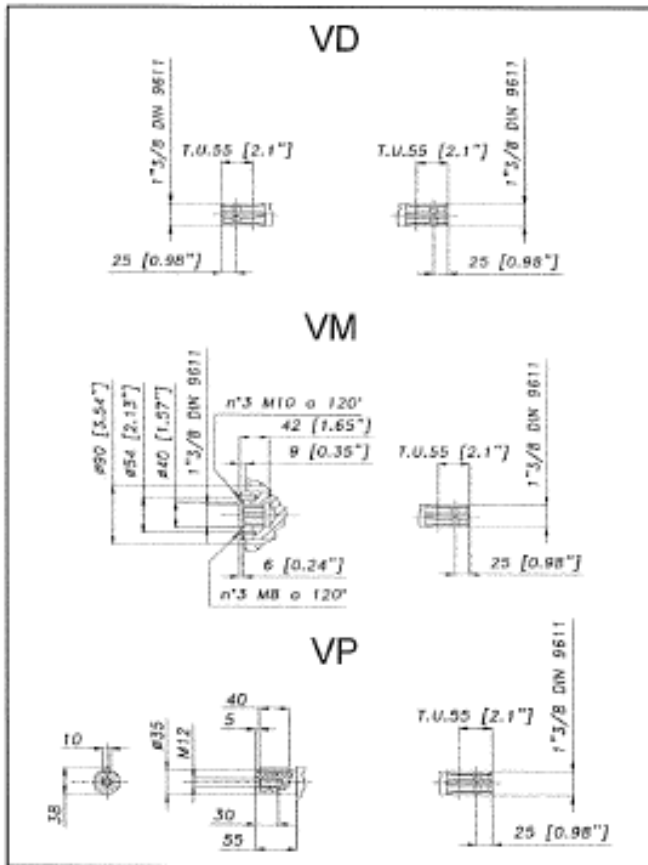 VD
1"3/8 DIN 9611
T.U.55 [2.1"]
25 [0.98"]
T.U.55 [2.1"]
1"3/8 DIN 9611
25 [0.98"]
VM
ø90 [3.54"]
ø54 [2.13"]
ø40 [1.57"]
1"3/8 DIN 9611
n°3 M10 a 120°
42 [1.65"]
9 [0.35"]
6 [0.24"]
n°3 M8 a 120°
T.U.55 [2.1"]
1"3/8 DIN 9611
25 [0.98"]
VP
10
38
ø35
M12
40
5
30
55
T.U.55 [2.1"]
1"3/8 DIN 9611
25 [0.98"]